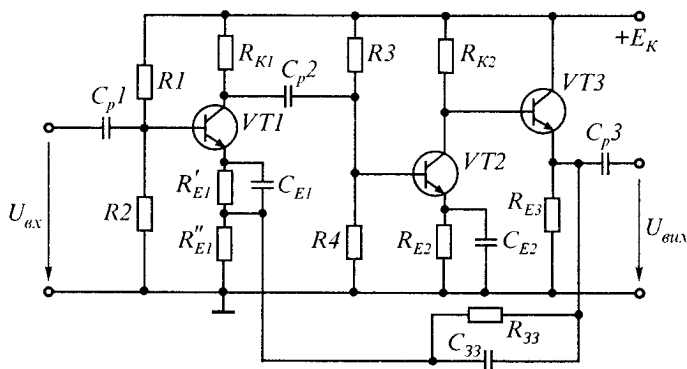 +E_K
R_K1
C_p2
R3
R_K2
VT3
C_p1
R1
VT1
C_p3
VT2
R'_E1
C_E1
U_вх
R2
R''_E1
R4
R_E2
C_E2
R_E3
U_вих
R_33
C_33